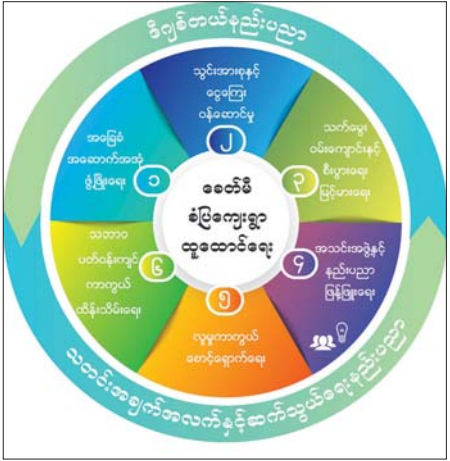 ဒီဂျစ်တယ်နည်းပညာ
သွင်းအားစုနှင့်
ငွေကြေး
ဝန်ဆောင်မှု
၂
သက်မွေး
ဝမ်းကျောင်းနှင့်
စီးပွားရေး
မြှင့်မားရေး
၃
အသင်းအဖွဲ့နှင့်
နည်းပညာ
ဖြန့်ဖြူးရေး
၄
လူမှုကာကွယ်
စောင့်ရှောက်ရေး
၅
သဘာဝ
ပတ်ဝန်းကျင်
ကာကွယ်
ထိန်းသိမ်းရေး
၆
အခြေခံ
အဆောက်အအုံ
ဖွံ့ဖြိုးရေး
၁
ခေတ်မီ
စံပြကျေးရွာ
ထူထောင်ရေး
သတင်းအချက်အလက်နှင့်ဆက်သွယ်ရေးနည်းပညာ